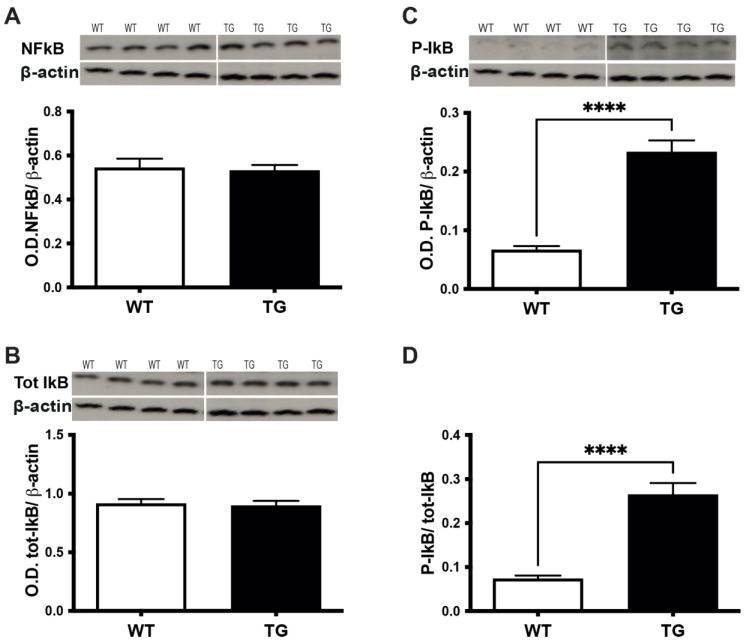 A
WT WT WT WT TG TG TG TG
NFkB
β-actin
O.D.NFkB/ β-actin
0.8
0.6
0.4
0.2
0.0
WT TG
B
WT WT WT WT TG TG TG TG
Tot IkB
β-actin
O.D. tot-IkB/ β-actin
1.5
1.0
0.5
0.0
WT TG
C
WT WT WT WT TG TG TG TG
P-IkB
β-actin
O.D. P-IkB/ β-actin
0.3
0.2
0.1
0.0
****
WT TG
D
P-IkB/ tot-IkB
0.4
0.3
0.2
0.1
0.0
****
WT TG